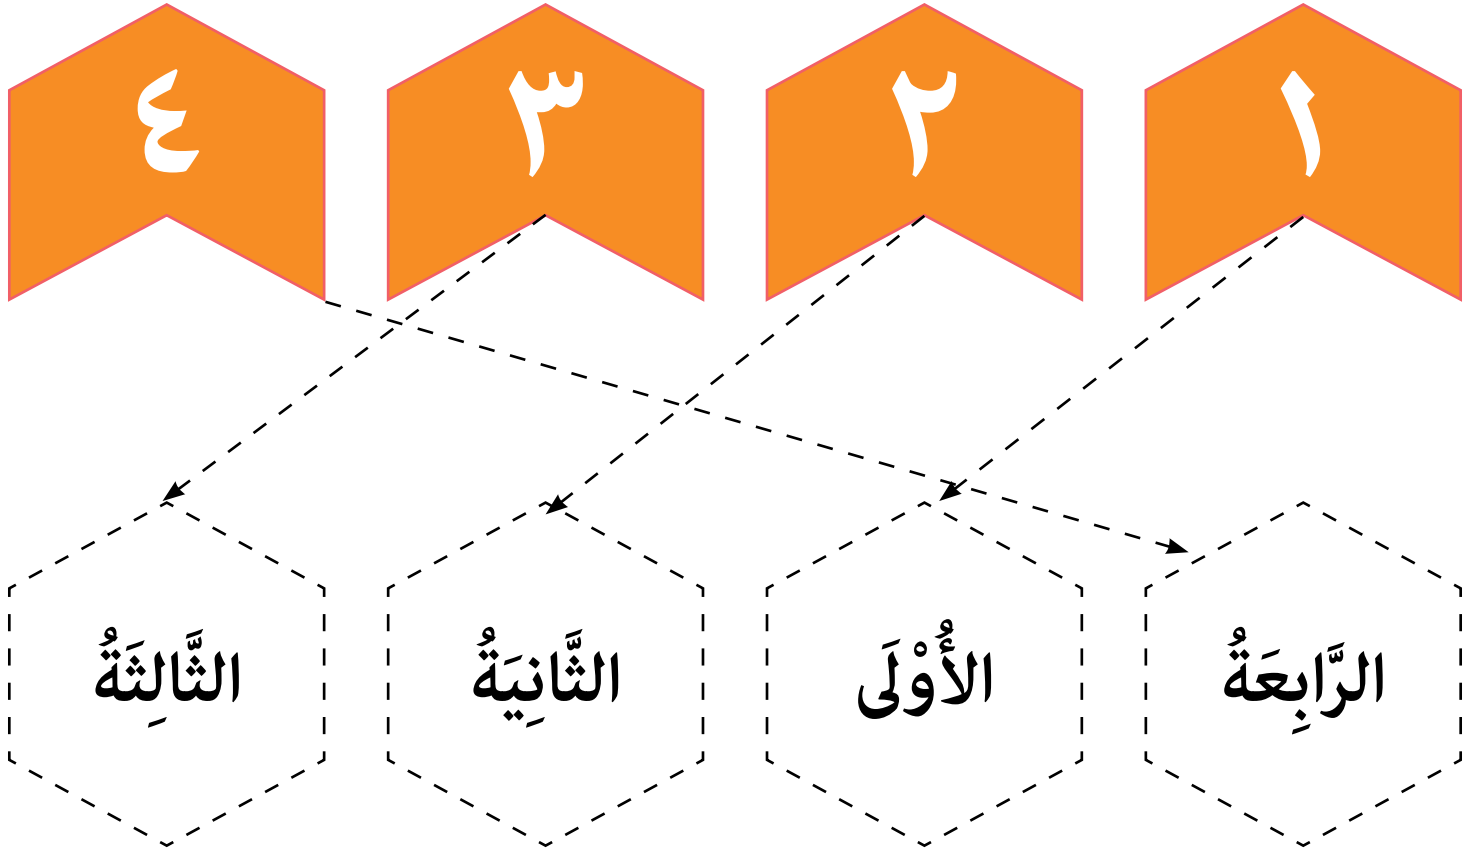 ١ ٢ ٣ ٤
الرَّابِعَةُ الأُوْلَى الثَّانِيَةُ الثَّالِثَةُ